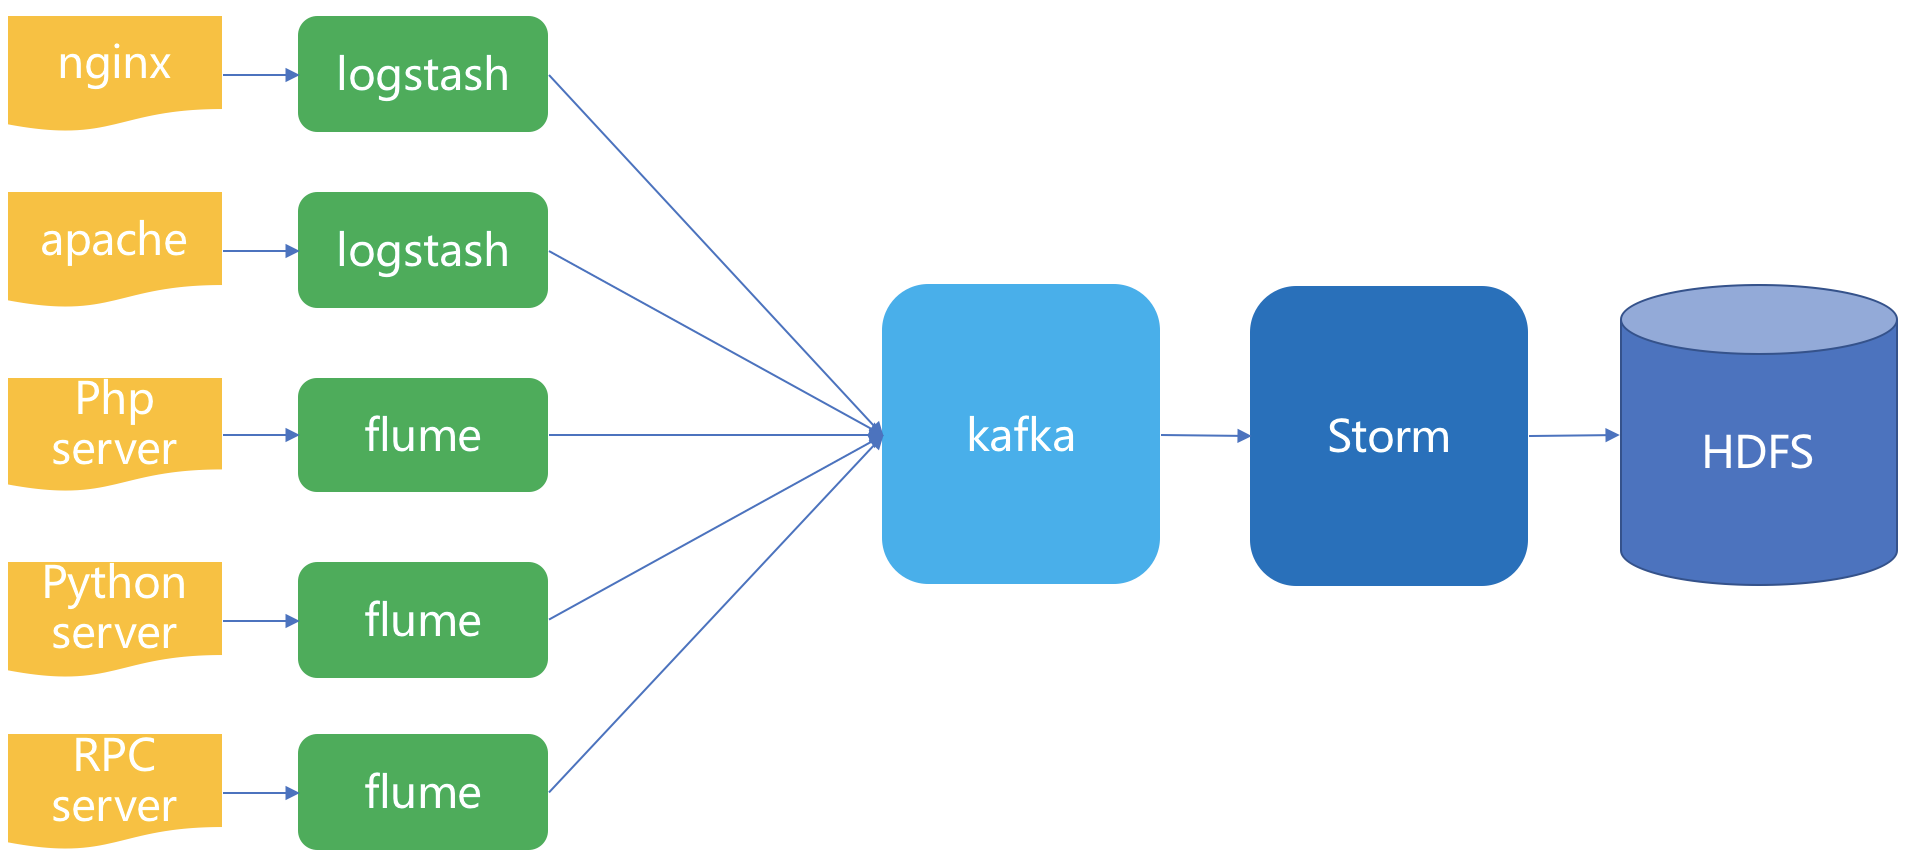 nginx
logstash
apache
logstash
Php
server
flume
Python
server
flume
RPC
server
flume
kafka
Storm
HDFS